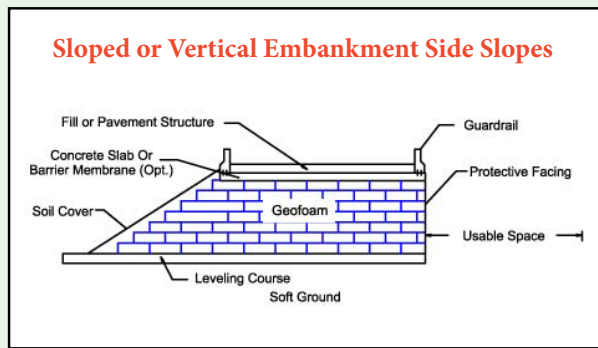 Sloped or Vertical Embankment Side Slopes
Fill or Pavement Structure
Guardrail
Concrete Slab Or
Barrier Membrane (Opt.)
Protective Facing
Soil Cover
Geofoam
Usable Space
Leveling Course
Soft Ground